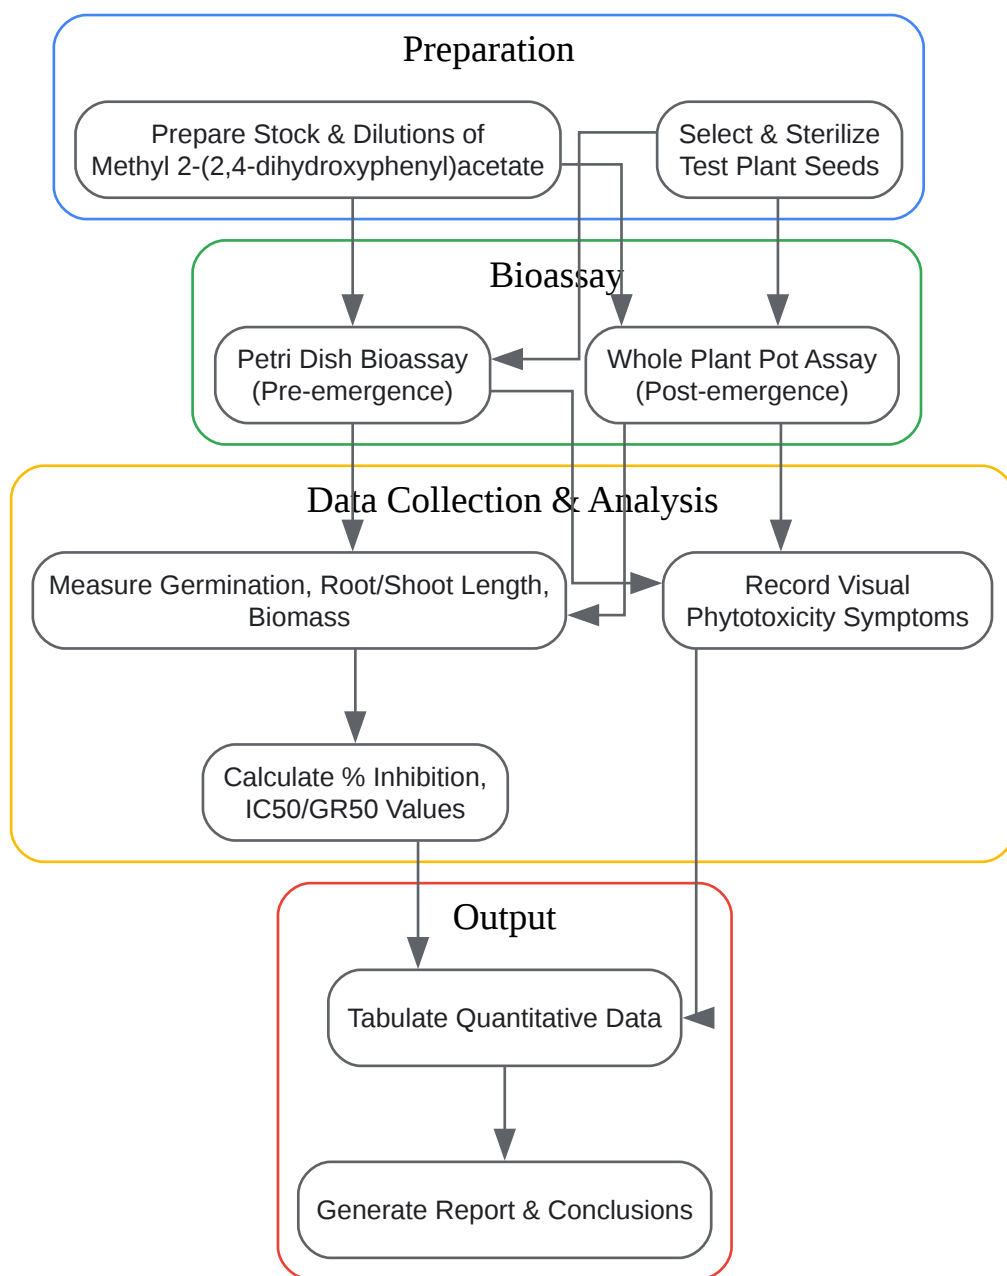 Preparation
Prepare Stock & Dilutions of
Methyl 2-(2,4-dihydroxyphenyl)acetate
Select & Sterilize
Test Plant Seeds
Bioassay
Petri Dish Bioassay
(Pre-emergence)
Whole Plant Pot Assay
(Post-emergence)
Data Collection & Analysis
Measure Germination, Root/Shoot Length,
Biomass
Record Visual
Phytotoxicity Symptoms
Calculate % Inhibition,
IC50/GR50 Values
Output
Tabulate Quantitative Data
Generate Report & Conclusions